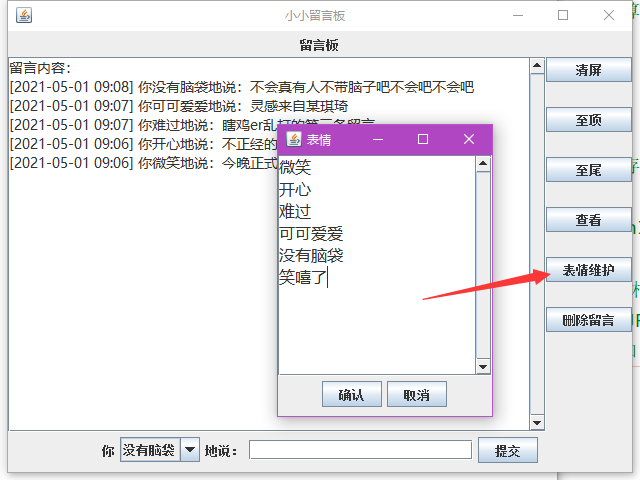 小小留言板
留言板
留言内容：
[2021-05-01 09:08] 你没有脑袋地说：不会真有人不带脑子吧不会吧不会吧
[2021-05-01 09:07] 你可可爱爱地说：灵感来自某琪琦
[2021-05-01 09:07] 你难过地说：瞎鸡er乱打的第三条留言
[2021-05-01 09:06] 你开心地说：不正经的
[2021-05-01 09:06] 你微笑地说：今晚正式
表情
微笑
开心
难过
可可爱爱
没有脑袋
笑嘻了
确认
取消
清屏
至顶
至尾
查看
表情维护
删除留言
你
没有脑袋
地说：
提交